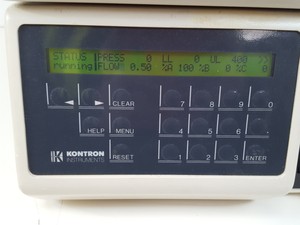 STATUS PRESS 0 LL 0 UL 400 >>
running FLOW 0.50 %A 100 %B 0 %C 0
CLEAR 7 8 9 0
HELP MENU 4 5 6 .
KONTRON
INSTRUMENTS
RESET 1 2 3 ENTER